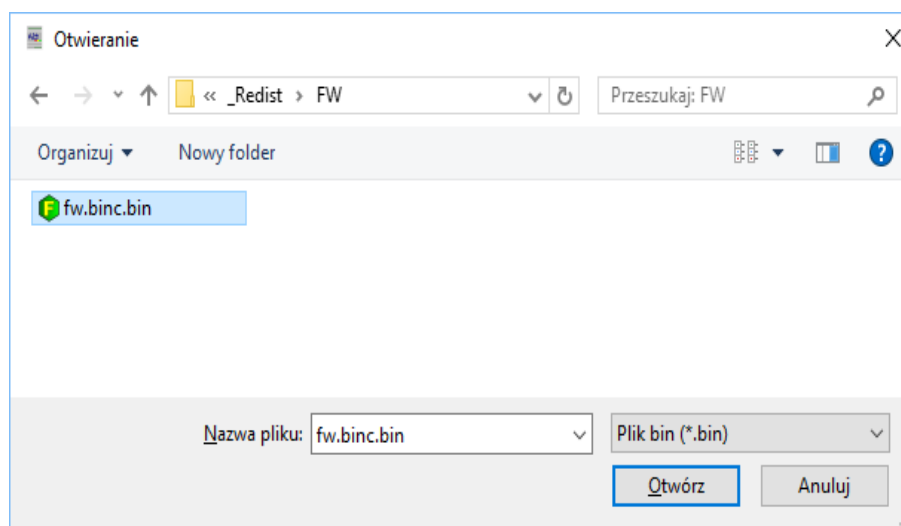 Otwieranie
« _Redist › FW
Przeszukaj: FW
Organizuj
Nowy folder
fw.binc.bin
Nazwa pliku: fw.binc.bin
Plik bin (*.bin)
Otwórz
Anuluj